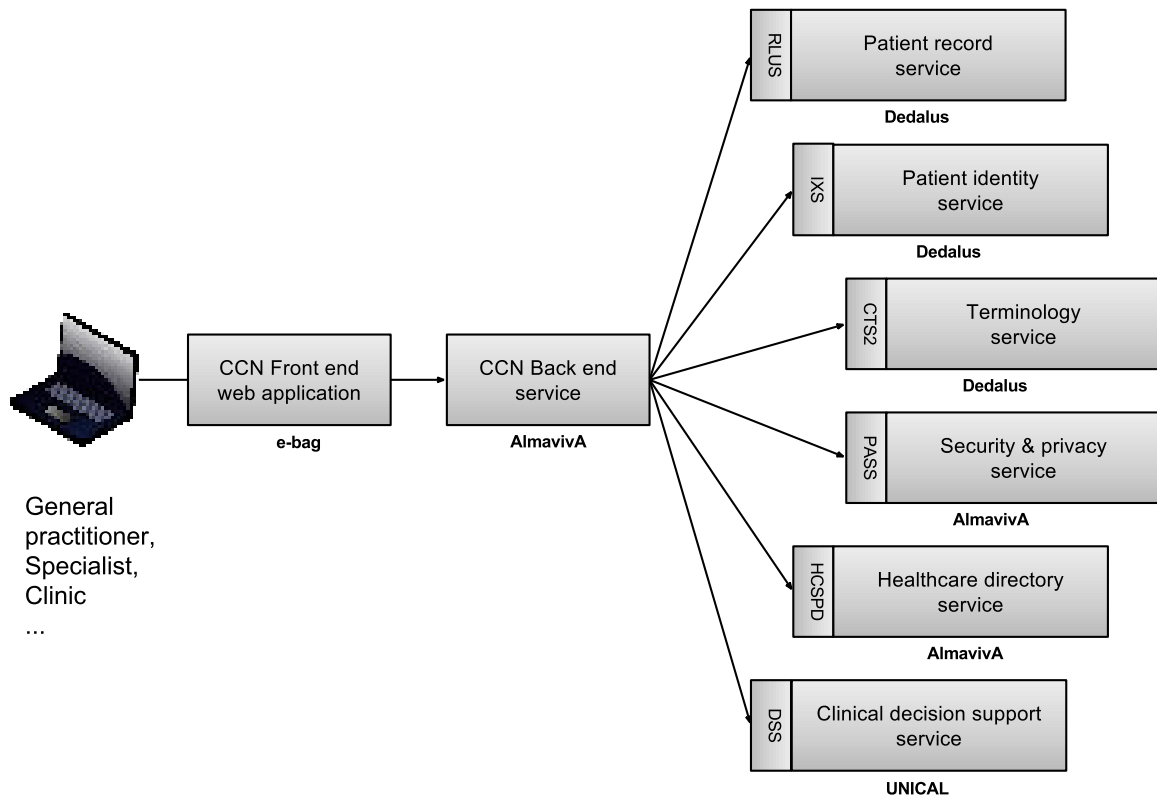 RLUS
Patient record
service
Dedalus
IXS
Patient identity
service
Dedalus
CTS2
Terminology
service
Dedalus
CCN Front end
web application
e-bag
CCN Back end
service
AlmavivA
PASS
Security & privacy
service
AlmavivA
General
practitioner,
Specialist,
Clinic
...
HCSPD
Healthcare directory
service
AlmavivA
DSS
Clinical decision support
service
UNICAL